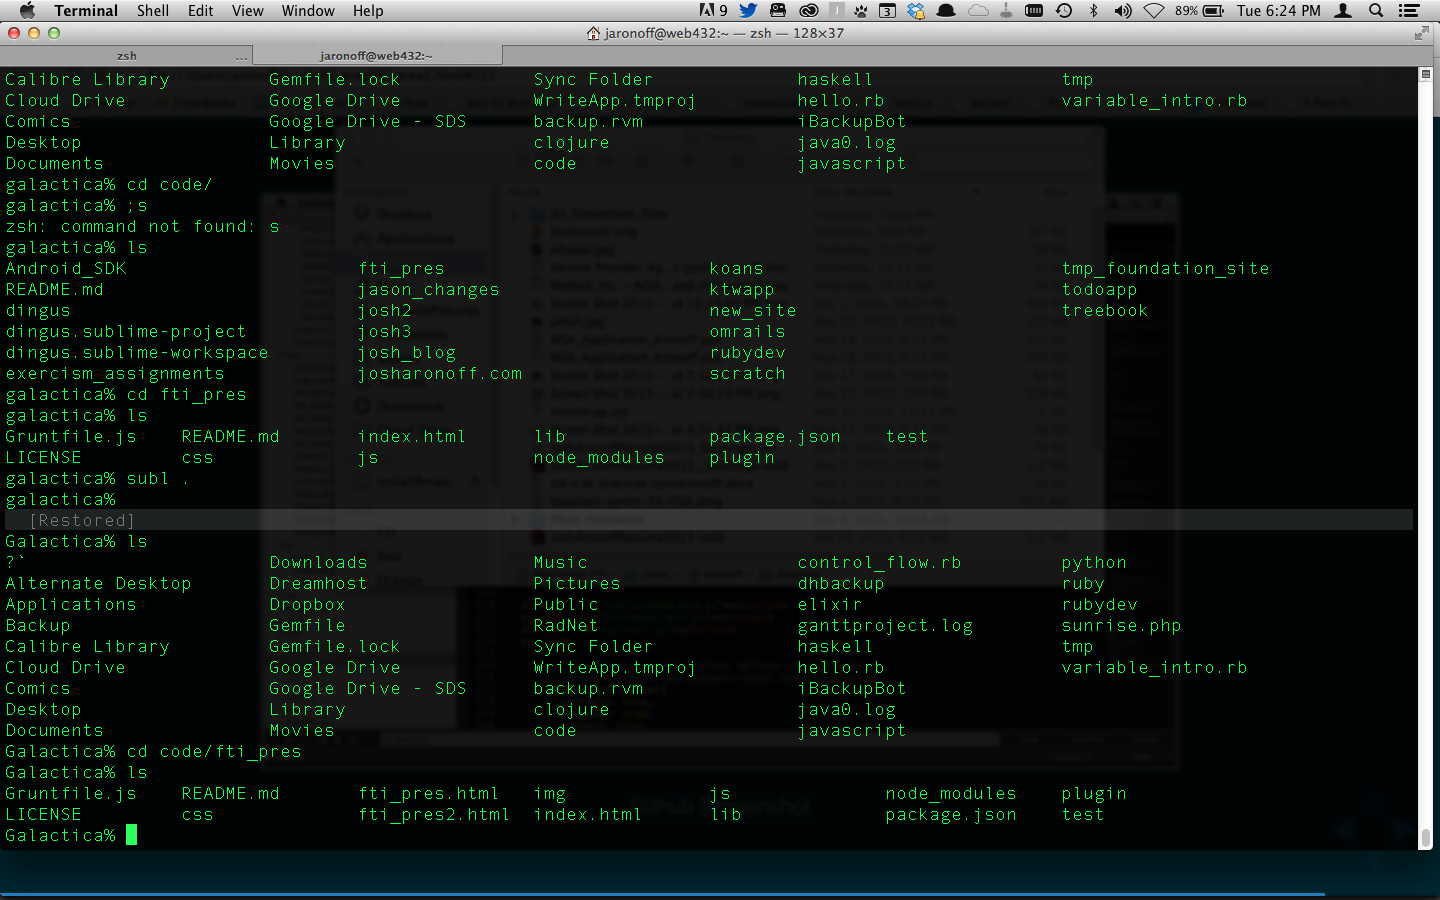 Terminal Shell Edit View Window Help 9 3 89% Tue 6:24 PM
jaronoff@web432:~ — zsh — 128×37
zsh ... jaronoff@web432:~
Calibre Library Gemfile.lock Sync Folder haskell tmp
Cloud Drive Google Drive WriteApp.tmproj hello.rb variable_intro.rb
Comics Google Drive - SDS backup.rvm iBackupBot
Desktop Library clojure java0.log
Documents Movies code javascript
galactica% cd code/
galactica% ;s
zsh: command not found: s
galactica% ls
Android_SDK fti_pres koans tmp_foundation_site
README.md jason_changes ktwapp todoapp
dingus josh2 new_site treebook
dingus.sublime-project josh3 omrails
dingus.sublime-workspace josh_blog rubydev
exercism_assignments josharonoff.com scratch
galactica% cd fti_pres
galactica% ls
Gruntfile.js README.md index.html lib package.json test
LICENSE css js node_modules plugin
galactica% subl .
galactica%
[Restored]
Galactica% ls
?` Downloads Music control_flow.rb python
Alternate Desktop Dreamhost Pictures dhbackup ruby
Applications Dropbox Public elixir rubydev
Backup Gemfile RadNet ganttproject.log sunrise.php
Calibre Library Gemfile.lock Sync Folder haskell tmp
Cloud Drive Google Drive WriteApp.tmproj hello.rb variable_intro.rb
Comics Google Drive - SDS backup.rvm iBackupBot
Desktop Library clojure java0.log
Documents Movies code javascript
Galactica% cd code/fti_pres
Galactica% ls
Gruntfile.js README.md fti_pres.html img js node_modules plugin
LICENSE css fti_pres2.html index.html lib package.json test
Galactica%